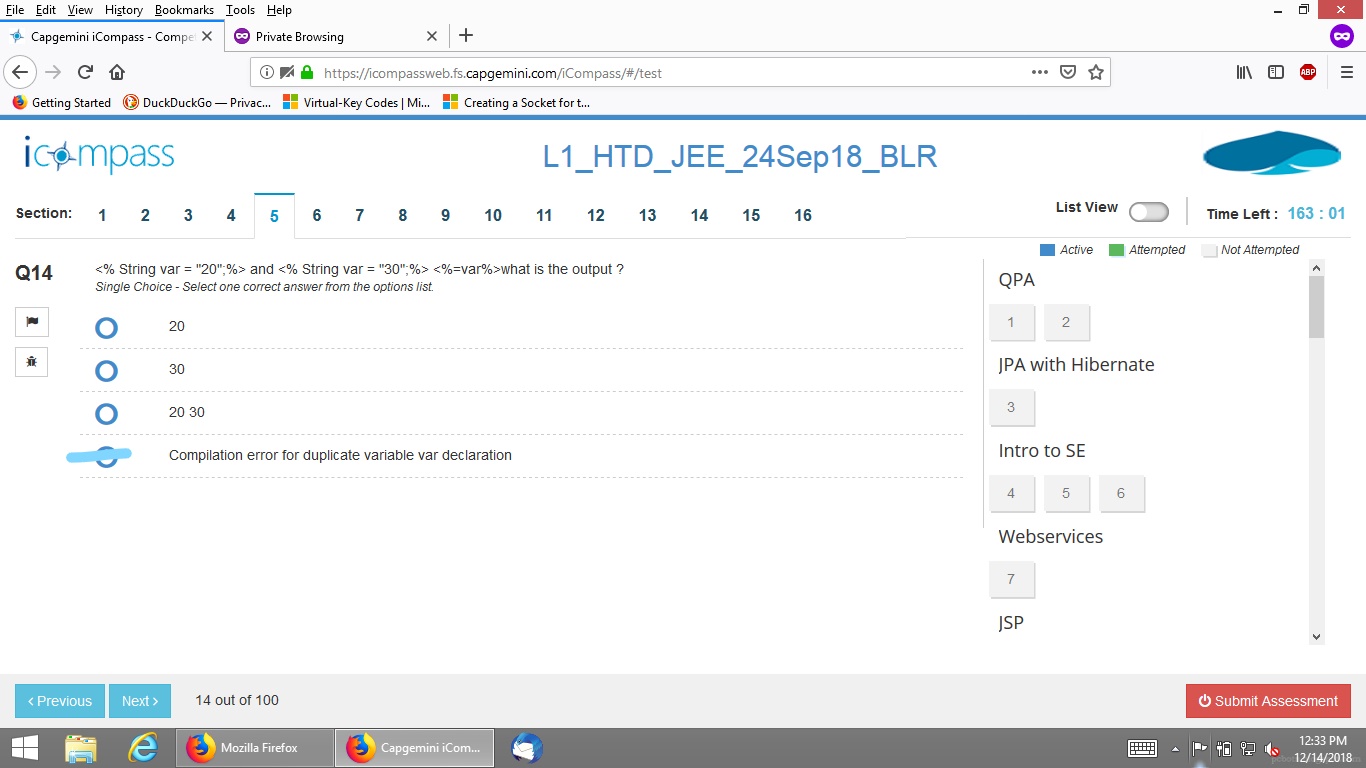 File Edit View History Bookmarks Tools Help
Capgemini iCompass - Compe
Private Browsing
https://icompassweb.fs.capgemini.com/iCompass/#/test
ABP
Getting Started
DuckDuckGo — Privac...
Virtual-Key Codes | Mi...
Creating a Socket for t...
icompass
L1_HTD_JEE_24Sep18_BLR
Section: 1 2 3 4 5 6 7 8 9 10 11 12 13 14 15 16
List View
Time Left : 163 : 01
Active Attempted Not Attempted
Q14
<% String var = "20";%> and <% String var = "30";%> <%=var%>what is the output ?
Single Choice - Select one correct answer from the options list.
20
30
20 30
Compilation error for duplicate variable var declaration
QPA
1 2
JPA with Hibernate
3
Intro to SE
4 5 6
Webservices
7
JSP
Previous
Next
14 out of 100
Submit Assessment
Mozilla Firefox
Capgemini iCom...
12:33 PM
12/14/2018